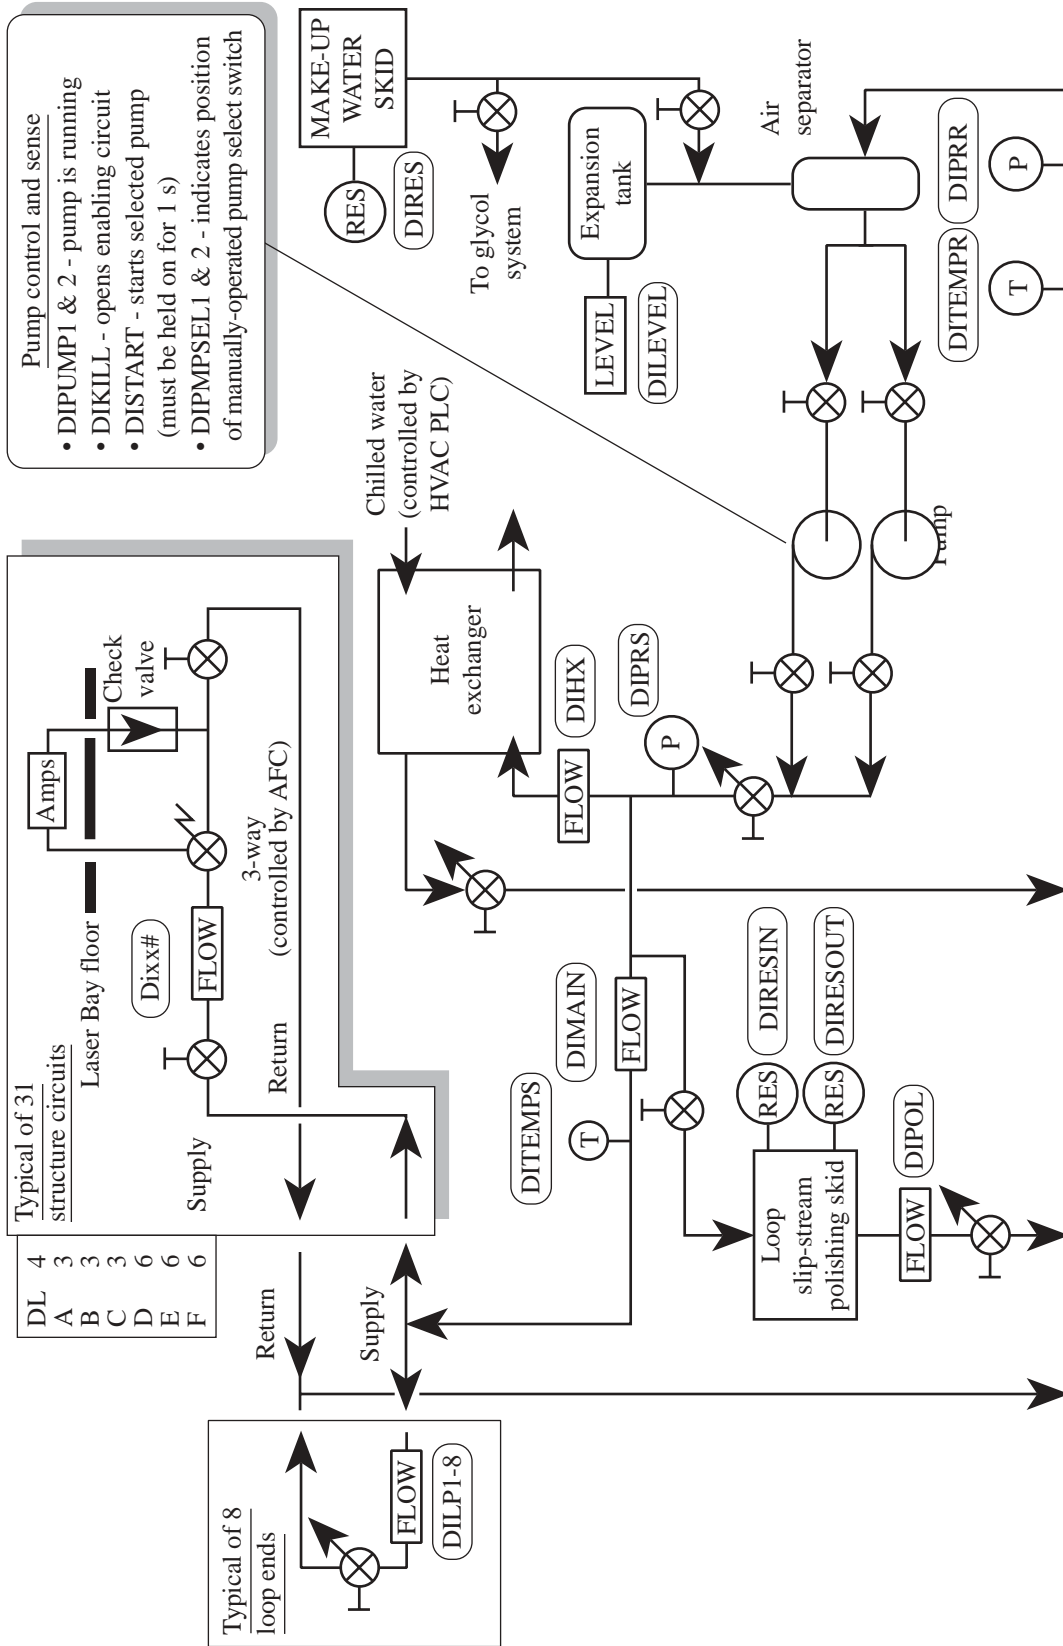 Pump control and sense
• DIPUMP1 & 2 - pump is running
• DIKILL - opens enabling circuit
• DISTART - starts selected pump
(must be held on for 1 s)
• DIPMPSEL1 & 2 - indicates position
of manually-operated pump select switch
Typical of 31
structure circuits
Laser Bay floor
Amps
Check
valve
Dixx#
FLOW
3-way
(controlled by AFC)
Return
Supply
DL 4
A 3
B 3
C 3
D 6
E 6
F 6
Return
Supply
Typical of 8
loop ends
FLOW
DILP1-8
MAKE-UP
WATER
SKID
RES
DIRES
To glycol
system
Chilled water
(controlled by
HVAC PLC)
Heat
exchanger
Expansion
tank
LEVEL
DILEVEL
Air
separator
DIHX
FLOW
DIPRS
P
DITEMPS
T
DIMAIN
FLOW
Pump
DITEMPR
T
DIPRR
P
DIRESIN
RES
DIRESOUT
RES
Loop
slip-stream
polishing skid
DIPOL
FLOW